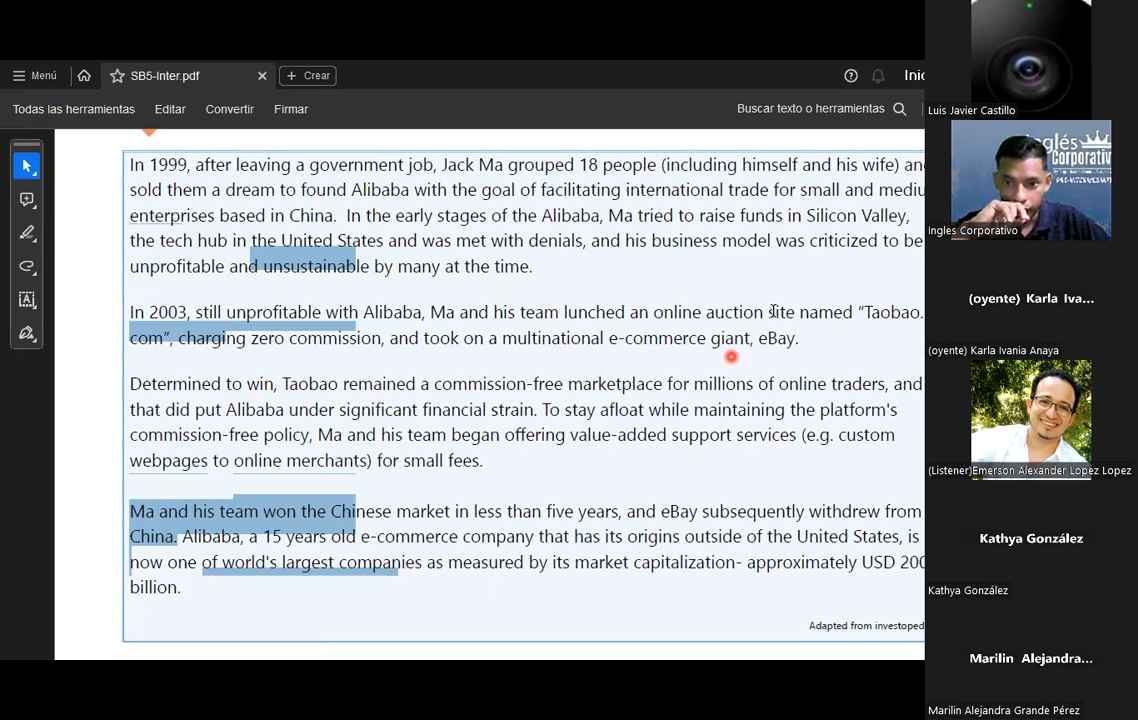 Menú
SB5-Inter.pdf
Crear
Inic
Todas las herramientas
Editar
Convertir
Firmar
Buscar texto o herramientas
In 1999, after leaving a government job, Jack Ma grouped 18 people (including himself and his wife) and
sold them a dream to found Alibaba with the goal of facilitating international trade for small and mediu
enterprises based in China. In the early stages of the Alibaba, Ma tried to raise funds in Silicon Valley,
the tech hub in the United States and was met with denials, and his business model was criticized to be
unprofitable and unsustainable by many at the time.
In 2003, still unprofitable with Alibaba, Ma and his team lunched an online auction site named “Taobao.
com”, charging zero commission, and took on a multinational e-commerce giant, eBay.
Determined to win, Taobao remained a commission-free marketplace for millions of online traders, and
that did put Alibaba under significant financial strain. To stay afloat while maintaining the platform's
commission-free policy, Ma and his team began offering value-added support services (e.g. custom
webpages to online merchants) for small fees.
Ma and his team won the Chinese market in less than five years, and eBay subsequently withdrew from
China. Alibaba, a 15 years old e-commerce company that has its origins outside of the United States, is
now one of world's largest companies as measured by its market capitalization- approximately USD 200
billion.
Adapted from investoped
Luis Javier Castillo
Inglés
Corporativo
Ingles Corporativo
(oyente) Karla Iva...
(oyente) Karla Ivania Anaya
(Listener)Emerson Alexander Lopez Lopez
Kathya González
Kathya González
Marilin Alejandra...
Marilin Alejandra Grande Pérez